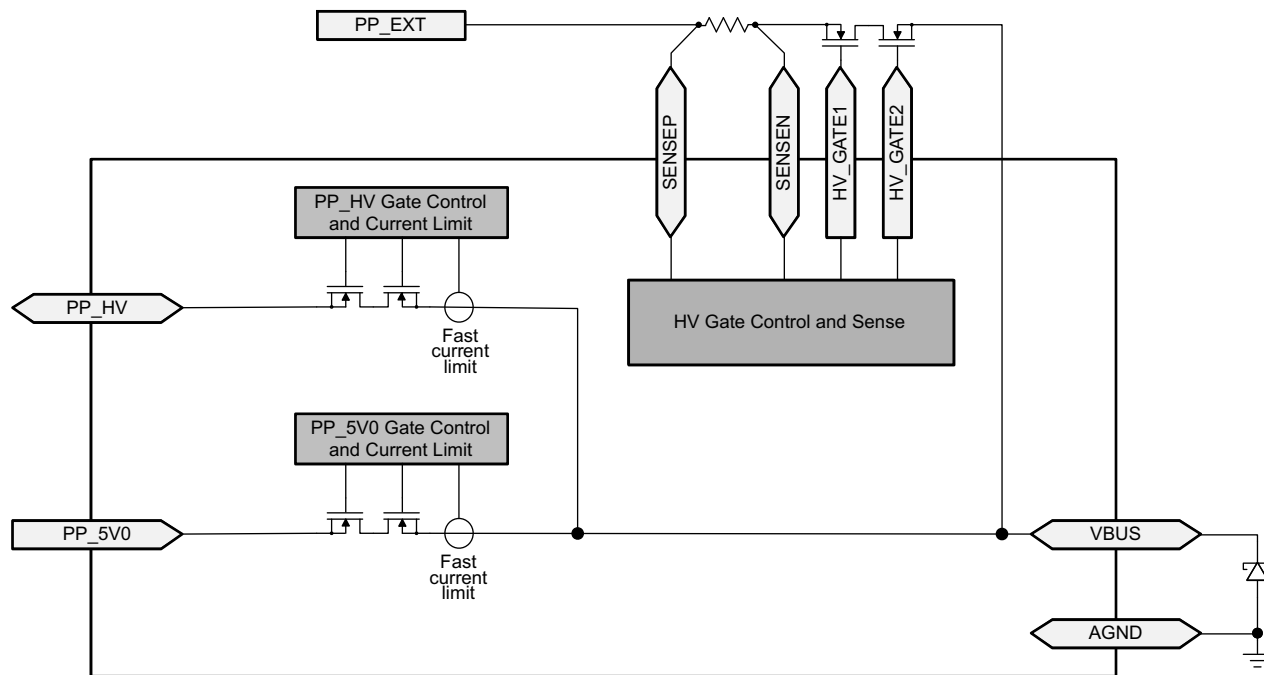 PP_EXT
SENSEP
SENSEN
HV_GATE1
HV_GATE2
PP_HV Gate Control
and Current Limit
PP_HV
Fast
current
limit
HV Gate Control and Sense
PP_5V0 Gate Control
and Current Limit
PP_5V0
Fast
current
limit
VBUS
AGND